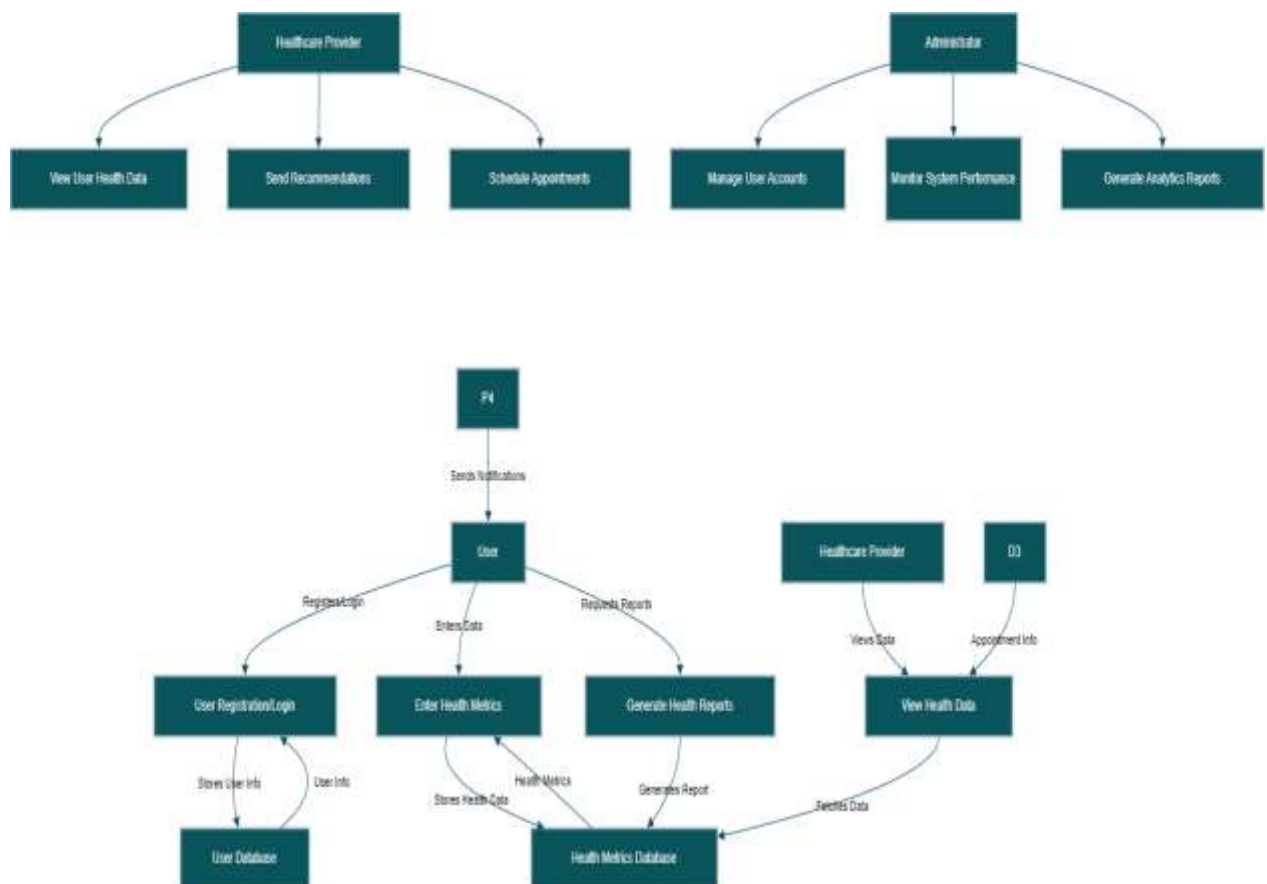 Healthcare Provider
Administrator
View User Health Data
Send Recommendations
Schedule Appointments
Manage User Accounts
Monitor System Performance
Generate Analytics Reports
P4
Sends Notifications
User
Healthcare Provider
D3
Registers/Login
Enters Data
Requests Reports
Views Data
Appointment Info
User Registration/Login
Enter Health Metrics
Generate Health Reports
View Health Data
Stores User Info
User Info
Stores Health Data
Health Metrics
Generates Report
Fetches Data
User Database
Health Metrics Database